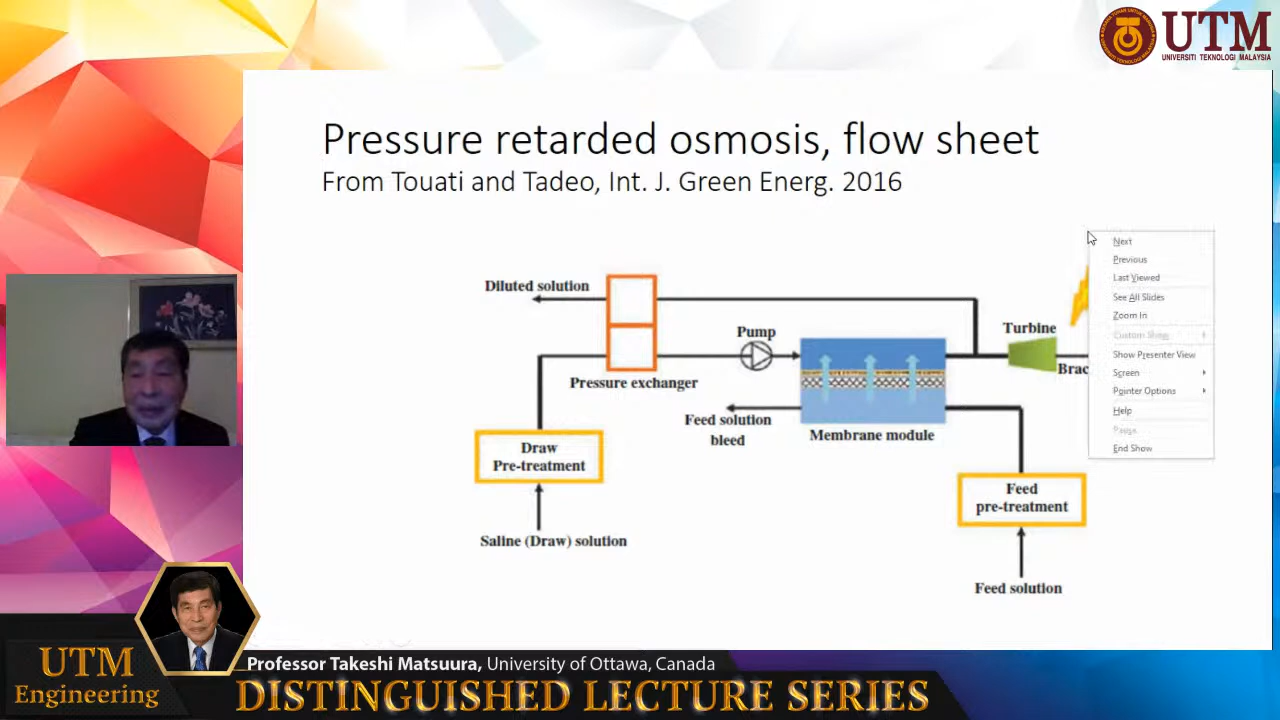 UTM
UNIVERSITI TEKNOLOGI MALAYSIA
Pressure retarded osmosis, flow sheet
From Touati and Tadeo, Int. J. Green Energ. 2016
Diluted solution
Pressure exchanger
Pump
Turbine
Brac
Feed solution
bleed
Membrane module
Draw
Pre-treatment
Saline (Draw) solution
Feed
pre-treatment
Feed solution
Next
Previous
Last Viewed
See All Slides
Zoom In
Custom Show
Show Presenter View
Screen
Pointer Options
Help
Pause
End Show
UTM
Engineering
Professor Takeshi Matsuura, University of Ottawa, Canada
DISTINGUISHED LECTURE SERIES